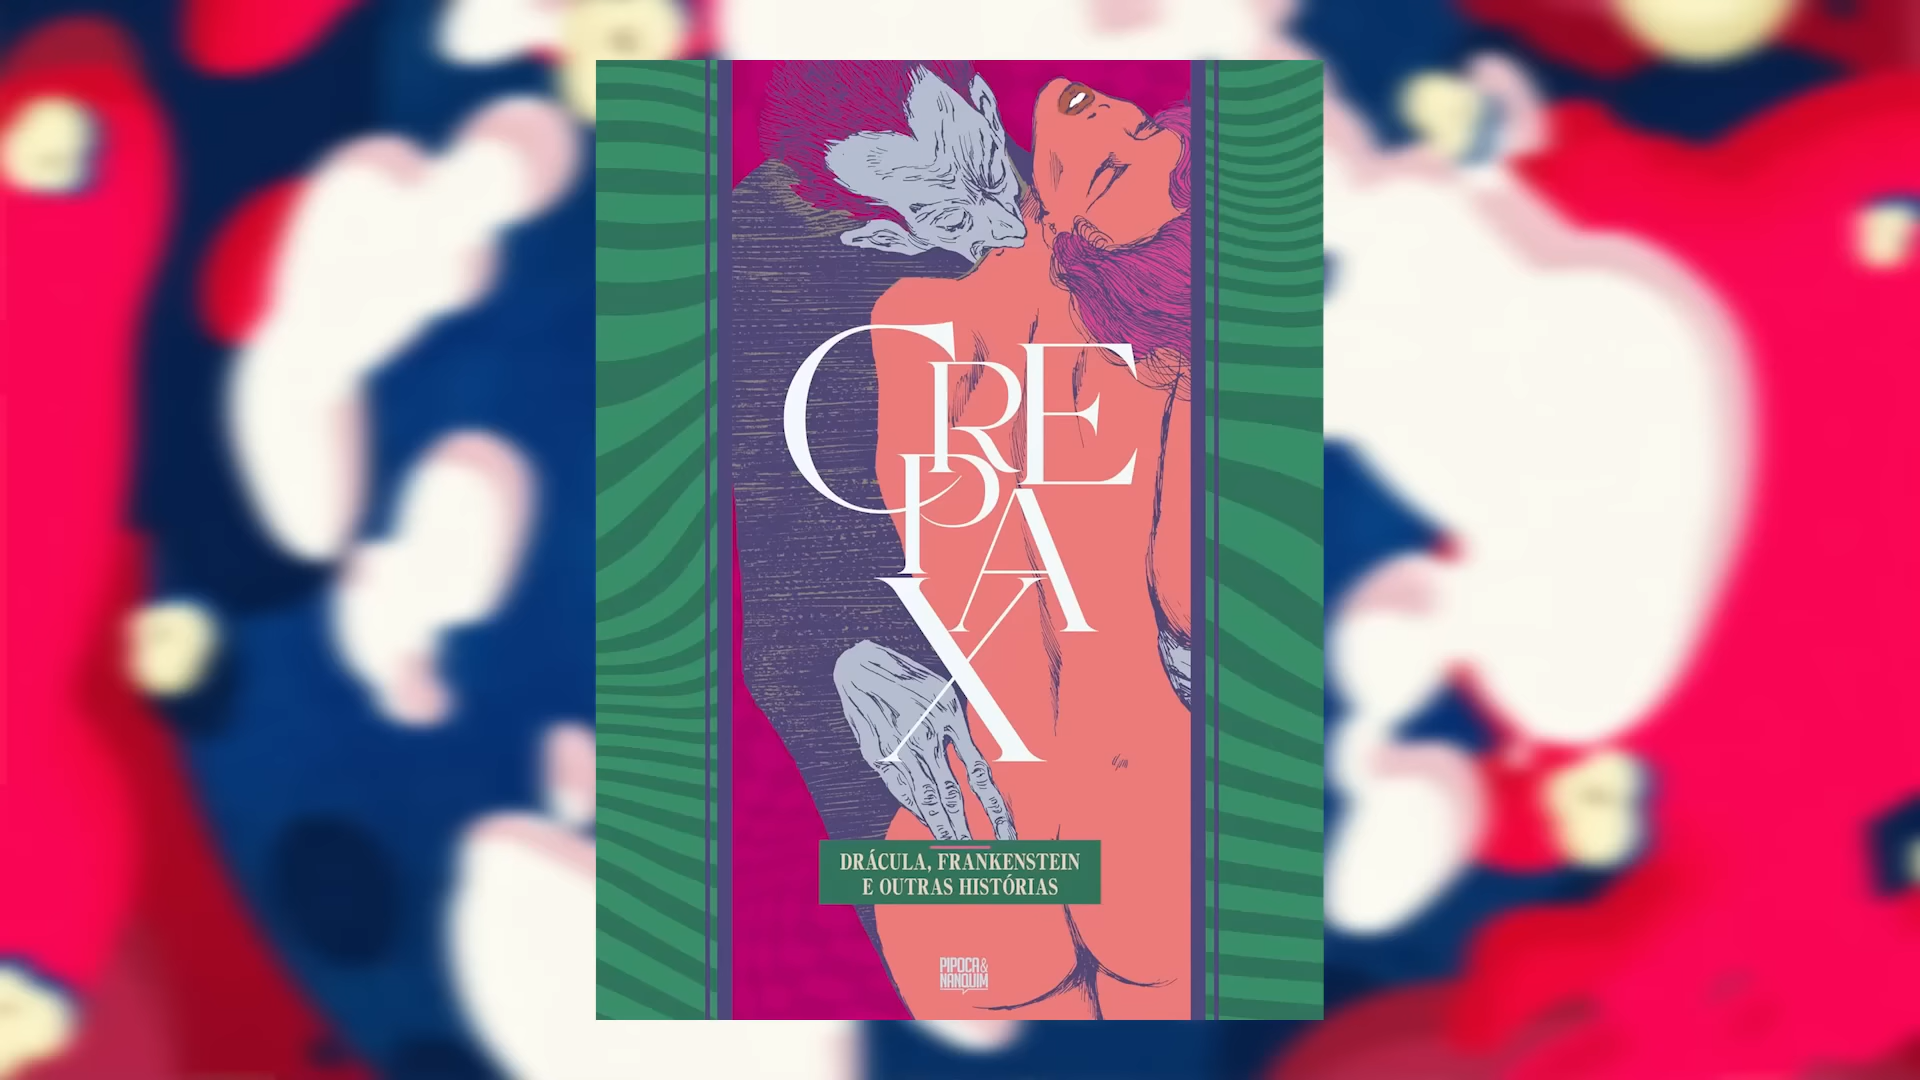 CREPAX
DRÁCULA, FRANKENSTEIN
E OUTRAS HISTÓRIAS
PIPOCA &
NANQUIM